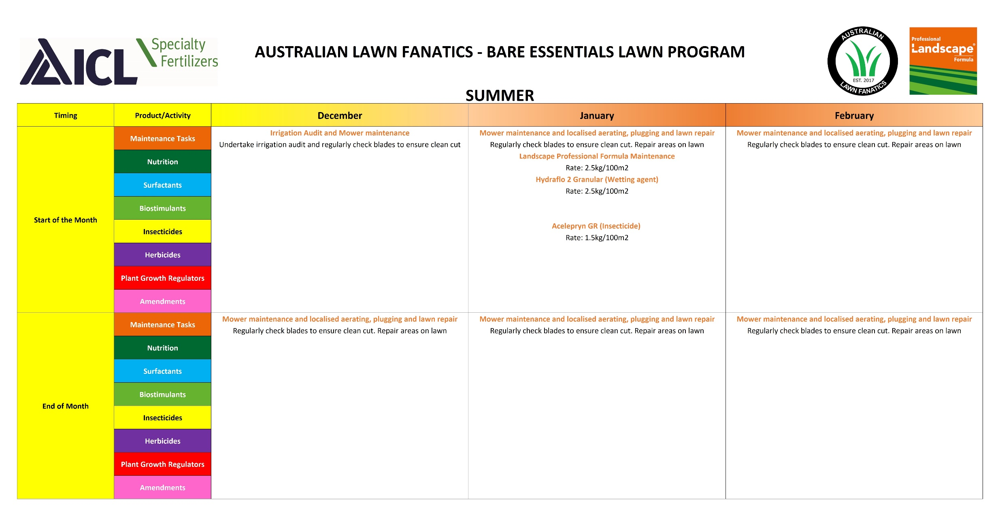 AICL
Specialty
Fertilizers
AUSTRALIAN LAWN FANATICS - BARE ESSENTIALS LAWN PROGRAM
AUSTRALIAN
EST. 2017
LAWN FANATICS
Professional
Landscape®
Formula
SUMMER
Timing
Product/Activity
December
January
February
Start of the Month
Maintenance Tasks
Irrigation Audit and Mower maintenance
Undertake irrigation audit and regularly check blades to ensure clean cut
Mower maintenance and localised aerating, plugging and lawn repair
Regularly check blades to ensure clean cut. Repair areas on lawn
Mower maintenance and localised aerating, plugging and lawn repair
Regularly check blades to ensure clean cut. Repair areas on lawn
Nutrition
Landscape Professional Formula Maintenance
Rate: 2.5kg/100m2
Surfactants
Hydraflo 2 Granular (Wetting agent)
Rate: 2.5kg/100m2
Biostimulants
Insecticides
Acelepryn GR (Insecticide)
Rate: 1.5kg/100m2
Herbicides
Plant Growth Regulators
Amendments
End of Month
Maintenance Tasks
Mower maintenance and localised aerating, plugging and lawn repair
Regularly check blades to ensure clean cut. Repair areas on lawn
Mower maintenance and localised aerating, plugging and lawn repair
Regularly check blades to ensure clean cut. Repair areas on lawn
Mower maintenance and localised aerating, plugging and lawn repair
Regularly check blades to ensure clean cut. Repair areas on lawn
Nutrition
Surfactants
Biostimulants
Insecticides
Herbicides
Plant Growth Regulators
Amendments